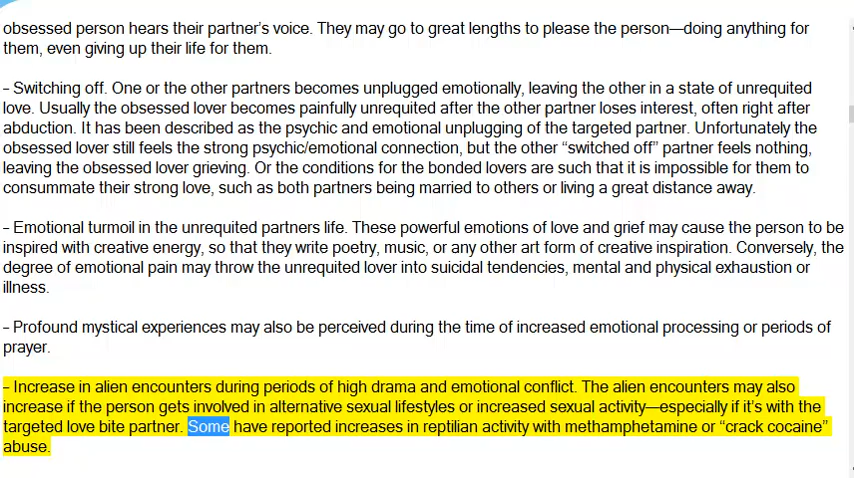 obsessed person hears their partner’s voice. They may go to great lengths to please the person—doing anything for
them, even giving up their life for them.
– Switching off. One or the other partners becomes unplugged emotionally, leaving the other in a state of unrequited
love. Usually the obsessed lover becomes painfully unrequited after the other partner loses interest, often right after
abduction. It has been described as the psychic and emotional unplugging of the targeted partner. Unfortunately the
obsessed lover still feels the strong psychic/emotional connection, but the other “switched off” partner feels nothing,
leaving the obsessed lover grieving. Or the conditions for the bonded lovers are such that it is impossible for them to
consummate their strong love, such as both partners being married to others or living a great distance away.
– Emotional turmoil in the unrequited partners life. These powerful emotions of love and grief may cause the person to be
inspired with creative energy, so that they write poetry, music, or any other art form of creative inspiration. Conversely, the
degree of emotional pain may throw the unrequited lover into suicidal tendencies, mental and physical exhaustion or
illness.
– Profound mystical experiences may also be perceived during the time of increased emotional processing or periods of
prayer.
– Increase in alien encounters during periods of high drama and emotional conflict. The alien encounters may also
increase if the person gets involved in alternative sexual lifestyles or increased sexual activity—especially if it’s with the
targeted love bite partner. Some have reported increases in reptilian activity with methamphetamine or “crack cocaine”
abuse.